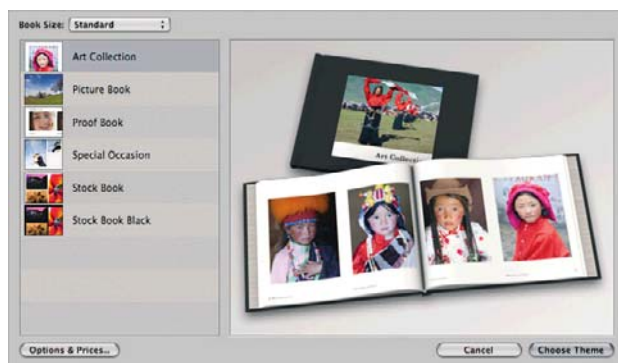 Book Size: Standard
Art Collection
Picture Book
Proof Book
Special Occasion
Stock Book
Stock Book Black
Art Collection
Options & Prices...
Cancel
Choose Theme